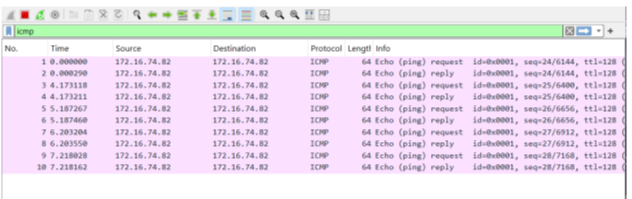 icmp
No. Time Source Destination Protocol Lengtl Info
1 0.000000 172.16.74.82 172.16.74.82 ICMP 64 Echo (ping) request id=0x0001, seq=24/6144, ttl=128 (
2 0.000290 172.16.74.82 172.16.74.82 ICMP 64 Echo (ping) reply id=0x0001, seq=24/6144, ttl=128 (
3 4.173118 172.16.74.82 172.16.74.82 ICMP 64 Echo (ping) request id=0x0001, seq=25/6400, ttl=128 (
4 4.173211 172.16.74.82 172.16.74.82 ICMP 64 Echo (ping) reply id=0x0001, seq=25/6400, ttl=128 (
5 5.187267 172.16.74.82 172.16.74.82 ICMP 64 Echo (ping) request id=0x0001, seq=26/6656, ttl=128 (
6 5.187460 172.16.74.82 172.16.74.82 ICMP 64 Echo (ping) reply id=0x0001, seq=26/6656, ttl=128 (
7 6.203204 172.16.74.82 172.16.74.82 ICMP 64 Echo (ping) request id=0x0001, seq=27/6912, ttl=128 (
8 6.203550 172.16.74.82 172.16.74.82 ICMP 64 Echo (ping) reply id=0x0001, seq=27/6912, ttl=128 (
9 7.218028 172.16.74.82 172.16.74.82 ICMP 64 Echo (ping) request id=0x0001, seq=28/7168, ttl=128 (
10 7.218162 172.16.74.82 172.16.74.82 ICMP 64 Echo (ping) reply id=0x0001, seq=28/7168, ttl=128 (